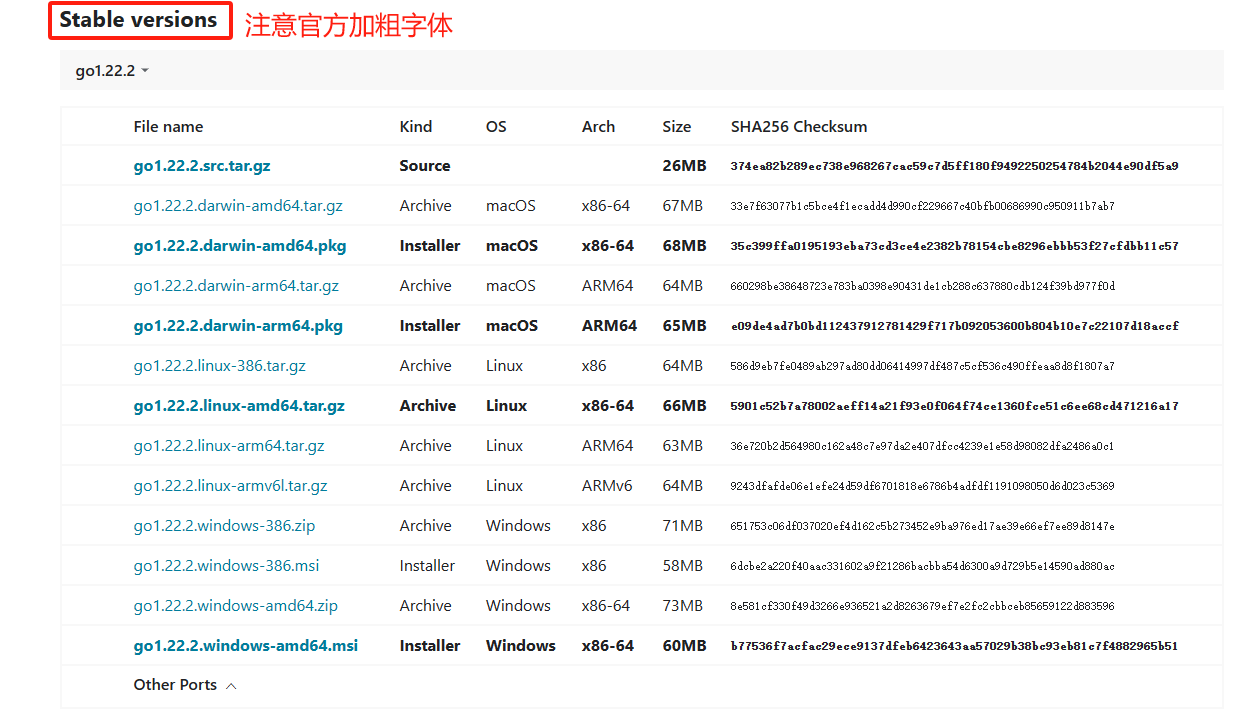 Stable versions 注意官方加粗字体
go1.22.2
File name Kind OS Arch Size SHA256 Checksum
go1.22.2.src.tar.gz Source 26MB 374ea82b289ec738e968267cac59c7d5ff180f9492250254784b2044e90df5a9
go1.22.2.darwin-amd64.tar.gz Archive macOS x86-64 67MB 33e7f63077b1c5bce4f1ecadd4d990cf229667c40bfb00686990c950911b7ab7
go1.22.2.darwin-amd64.pkg Installer macOS x86-64 68MB 35c399ffa0195193eba73cd3ce4e2382b78154cbe8296ebbb53f27cfdbb11c57
go1.22.2.darwin-arm64.tar.gz Archive macOS ARM64 64MB 660298be38648723e783ba0398e90431de1cb288c637880cdb124f39bd977f0d
go1.22.2.darwin-arm64.pkg Installer macOS ARM64 65MB e09de4ad7b0bd112437912781429f717b092053600b804b10e7c22107d18accf
go1.22.2.linux-386.tar.gz Archive Linux x86 64MB 586d9eb7fe0489ab297ad80dd06414997df487c5cf536c490ffeaa8d8f1807a7
go1.22.2.linux-amd64.tar.gz Archive Linux x86-64 66MB 5901c52b7a78002aeff14a21f93e0f064f74ce1360fce51c6ee68cd471216a17
go1.22.2.linux-arm64.tar.gz Archive Linux ARM64 63MB 36e720b2d564980c162a48c7e97da2e407dfcc4239e1e58d98082dfa2486a0c1
go1.22.2.linux-armv6l.tar.gz Archive Linux ARMv6 64MB 9243dfafde06e1efe24d59df6701818e6786b4adfdf1191098050d6d023c5369
go1.22.2.windows-386.zip Archive Windows x86 71MB 651753c06df037020ef4d162c5b273452e9ba976ed17ae39e66ef7ee89d8147e
go1.22.2.windows-386.msi Installer Windows x86 58MB 6dcbe2a220f40aac331602a9f21286bacbba54d6300a9d729b5e14590ad880ac
go1.22.2.windows-amd64.zip Archive Windows x86-64 73MB 8e581cf330f49d3266e936521a2d8263679ef7e2fc2cbbceb85659122d883596
go1.22.2.windows-amd64.msi Installer Windows x86-64 60MB b77536f7acfac29ece9137dfeb6423643aa57029b38bc93eb81c7f4882965b51
Other Ports